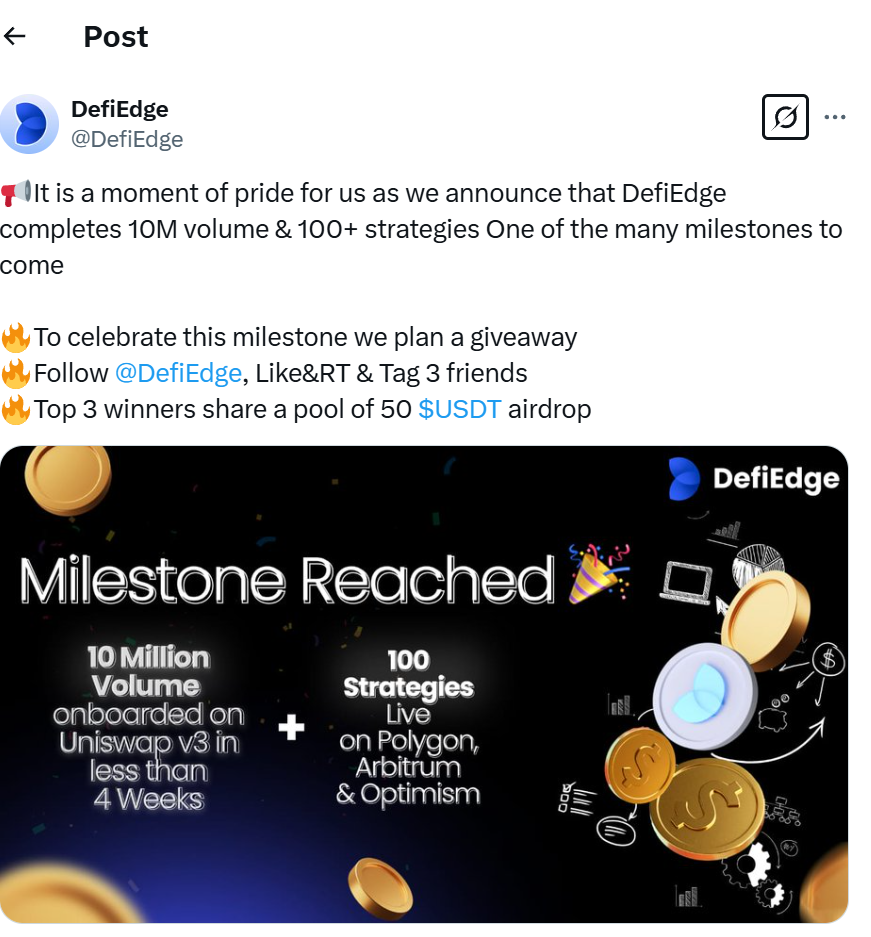 Post
DefiEdge
@DefiEdge
📢It is a moment of pride for us as we announce that DefiEdge
completes 10M volume & 100+ strategies One of the many milestones to
come
🔥To celebrate this milestone we plan a giveaway
🔥Follow @DefiEdge, Like&RT & Tag 3 friends
🔥Top 3 winners share a pool of 50 $USDT airdrop
DefiEdge
Milestone Reached 🎉
10 Million
Volume
onboarded on
Uniswap v3 in
less than
4 Weeks
+
100
Strategies
Live
on Polygon,
Arbitrum
& Optimism